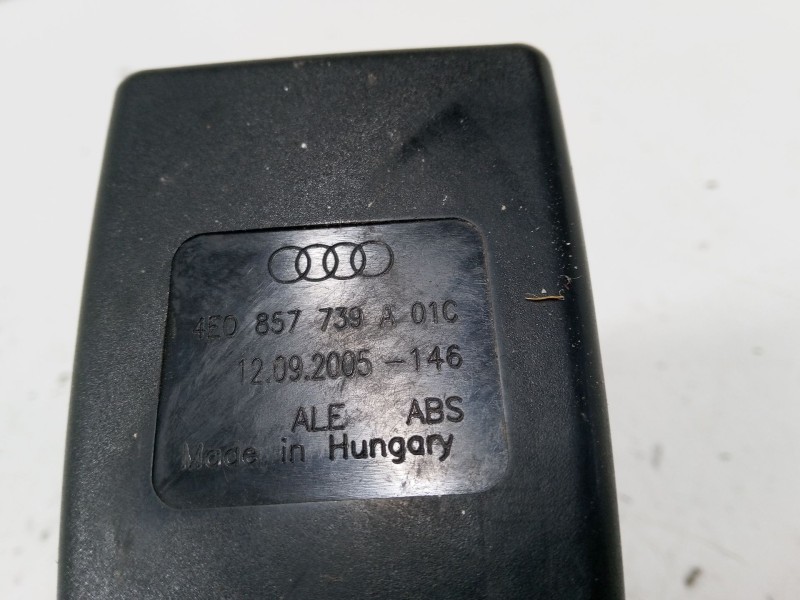 4E0 857 739 A 01C
12.09.2005-146
ALE ABS
Made in Hungary